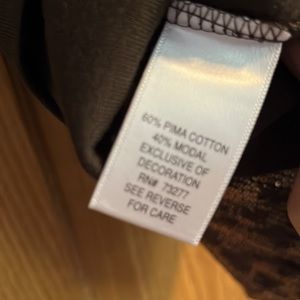 60% PIMA COTTON
40% MODAL
EXCLUSIVE OF
DECORATION
RN# 73277
SEE REVERSE
FOR CARE